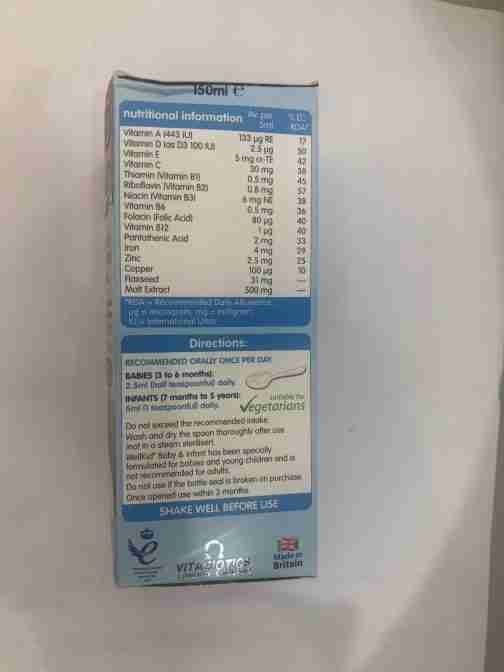 150ml e
nutritional information Av. per 5ml % EC RDA*
Vitamin A (443 IU) 133 µg RE 17
Vitamin D (as D3 100 IU) 2.5 µg 50
Vitamin E 5 mg α-TE 42
Vitamin C 30 mg 38
Thiamin (Vitamin B1) 0.5 mg 45
Riboflavin (Vitamin B2) 0.8 mg 57
Niacin (Vitamin B3) 6 mg NE 38
Vitamin B6 0.5 mg 36
Folacin (Folic Acid) 80 µg 40
Vitamin B12 1 µg 40
Pantothenic Acid 2 mg 33
Iron 4 mg 29
Zinc 2.5 mg 25
Copper 100 µg 10
Flaxseed 31 mg —
Malt Extract 500 mg —
*RDA = Recommended Daily Allowance
µg = microgram, mg = milligram,
IU = International Units
Directions:
RECOMMENDED ORALLY ONCE PER DAY
BABIES (3 to 6 months):
2.5ml (half teaspoonful) daily.
INFANTS (7 months to 5 years):
5ml (1 teaspoonful) daily.
suitable for
Vegetarians
Do not exceed the recommended intake.
Wash and dry the spoon thoroughly after use
(not in a steam steriliser).
WellKid® Baby & Infant has been specially
formulated for babies and young children and is
not recommended for adults.
Do not use if the bottle seal is broken on purchase.
Once opened use within 3 months.
SHAKE WELL BEFORE USE
VITABIOTICS
Made in
Britain